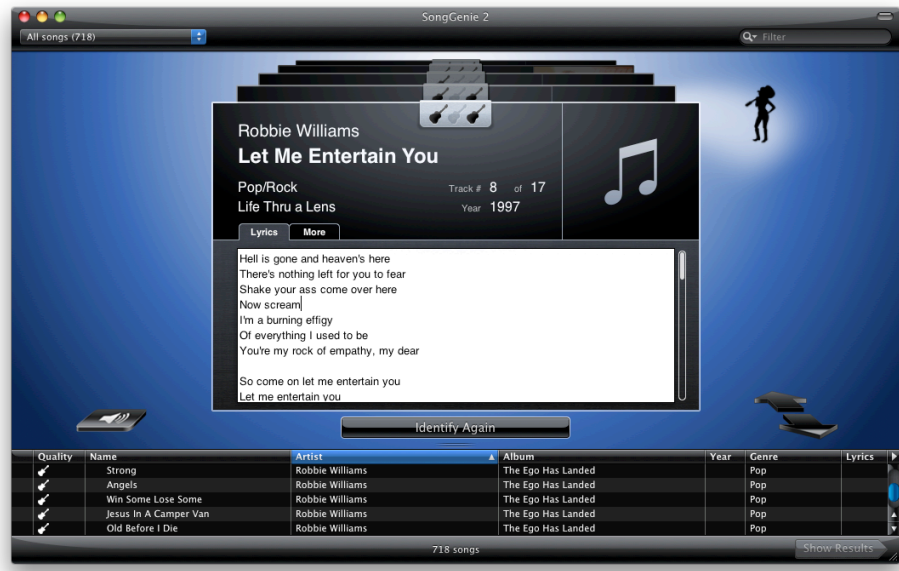 SongGenie 2
All songs (718)
Filter
Robbie Williams
Let Me Entertain You
Pop/Rock
Track # 8 of 17
Life Thru a Lens
Year 1997
Lyrics More
Hell is gone and heaven's here
There's nothing left for you to fear
Shake your ass come over here
Now scream
I'm a burning effigy
Of everything I used to be
You're my rock of empathy, my dear
So come on let me entertain you
Let me entertain you
Identify Again
Quality Name Artist Album Year Genre Lyrics
Strong Robbie Williams The Ego Has Landed Pop
Angels Robbie Williams The Ego Has Landed Pop
Win Some Lose Some Robbie Williams The Ego Has Landed Pop
Jesus In A Camper Van Robbie Williams The Ego Has Landed Pop
Old Before I Die Robbie Williams The Ego Has Landed Pop
718 songs
Show Results